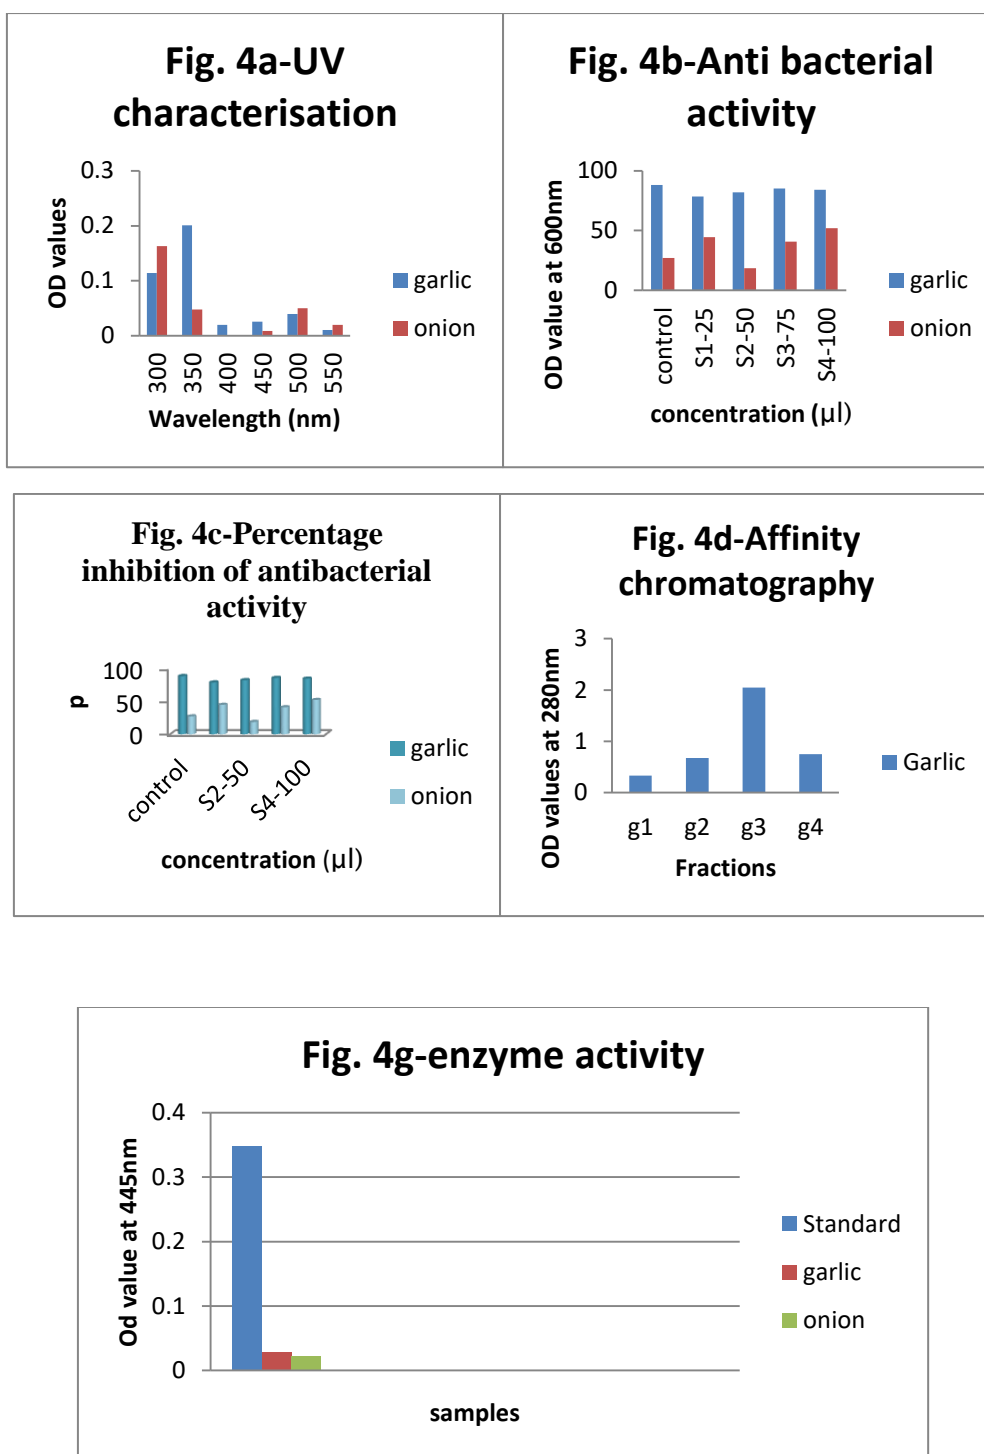 Fig. 4a-UV
characterisation
OD values
0.3
0.2
0.1
0
300
350
400
450
500
550
Wavelength (nm)
garlic
onion
Fig. 4b-Anti bacterial
activity
OD value at 600nm
100
50
0
control
S1-25
S2-50
S3-75
S4-100
concentration (µl)
garlic
onion
Fig. 4c-Percentage
inhibition of antibacterial
activity
p
100
50
0
control
S2-50
S4-100
concentration (µl)
garlic
onion
Fig. 4d-Affinity
chromatography
OD values at 280nm
3
2
1
0
g1
g2
g3
g4
Fractions
Garlic
Fig. 4g-enzyme activity
Od value at 445nm
0.4
0.3
0.2
0.1
0
samples
Standard
garlic
onion